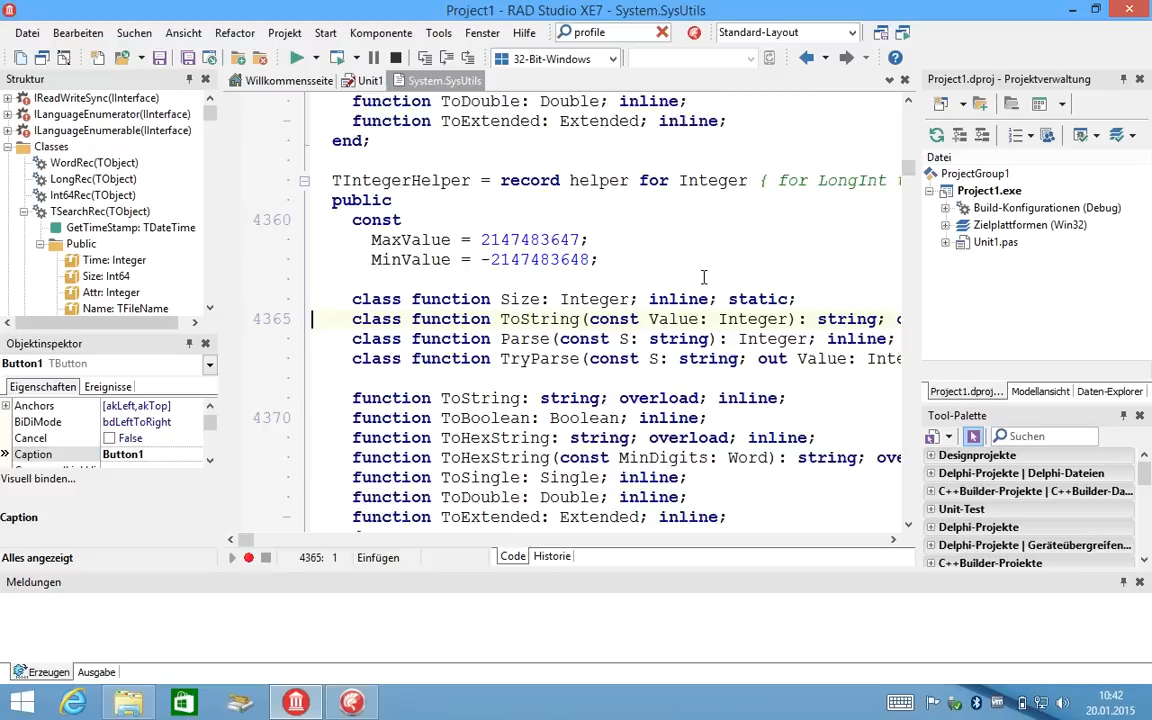 Project1 - RAD Studio XE7 - System.SysUtils
Datei Bearbeiten Suchen Ansicht Refactor Projekt Start Komponente Tools Fenster Hilfe profile Standard-Layout
32-Bit-Windows
Struktur
IReadWriteSync(IInterface)
ILanguageEnumerator(IInterface)
ILanguageEnumerable(IInterface)
Classes
WordRec(TObject)
LongRec(TObject)
Int64Rec(TObject)
TSearchRec(TObject)
GetTimeStamp: TDateTime
Public
Time: Integer
Size: Int64
Attr: Integer
Name: TFileName
Objektinspektor
Button1 TButton
Eigenschaften Ereignisse
Anchors [akLeft,akTop]
BiDiMode bdLeftToRight
Cancel False
Caption Button1
Visuell binden...
Caption
Alles angezeigt
Willkommensseite Unit1 System.SysUtils
function ToDouble: Double; inline;
function ToExtended: Extended; inline;
end;
TIntegerHelper = record helper for Integer { for LongInt
public
4360 const
MaxValue = 2147483647;
MinValue = -2147483648;
class function Size: Integer; inline; static;
4365 class function ToString(const Value: Integer): string;
class function Parse(const S: string): Integer; inline;
class function TryParse(const S: string; out Value: Inte
function ToString: string; overload; inline;
4370 function ToBoolean: Boolean; inline;
function ToHexString: string; overload; inline;
function ToHexString(const MinDigits: Word): string; ove
function ToSingle: Single; inline;
function ToDouble: Double; inline;
function ToExtended: Extended; inline;
4365: 1 Einfügen Code Historie
Project1.dproj - Projektverwaltung
Datei
ProjectGroup1
Project1.exe
Build-Konfigurationen (Debug)
Zielplattformen (Win32)
Unit1.pas
Project1.dproj... Modellansicht Daten-Explorer
Tool-Palette
Suchen
Designprojekte
Delphi-Projekte | Delphi-Dateien
C++Builder-Projekte | C++Builder-Da...
Unit-Test
Delphi-Projekte
Delphi-Projekte | Geräteübergreifen...
C++Builder-Projekte
Meldungen
Erzeugen Ausgabe
10:42
20.01.2015